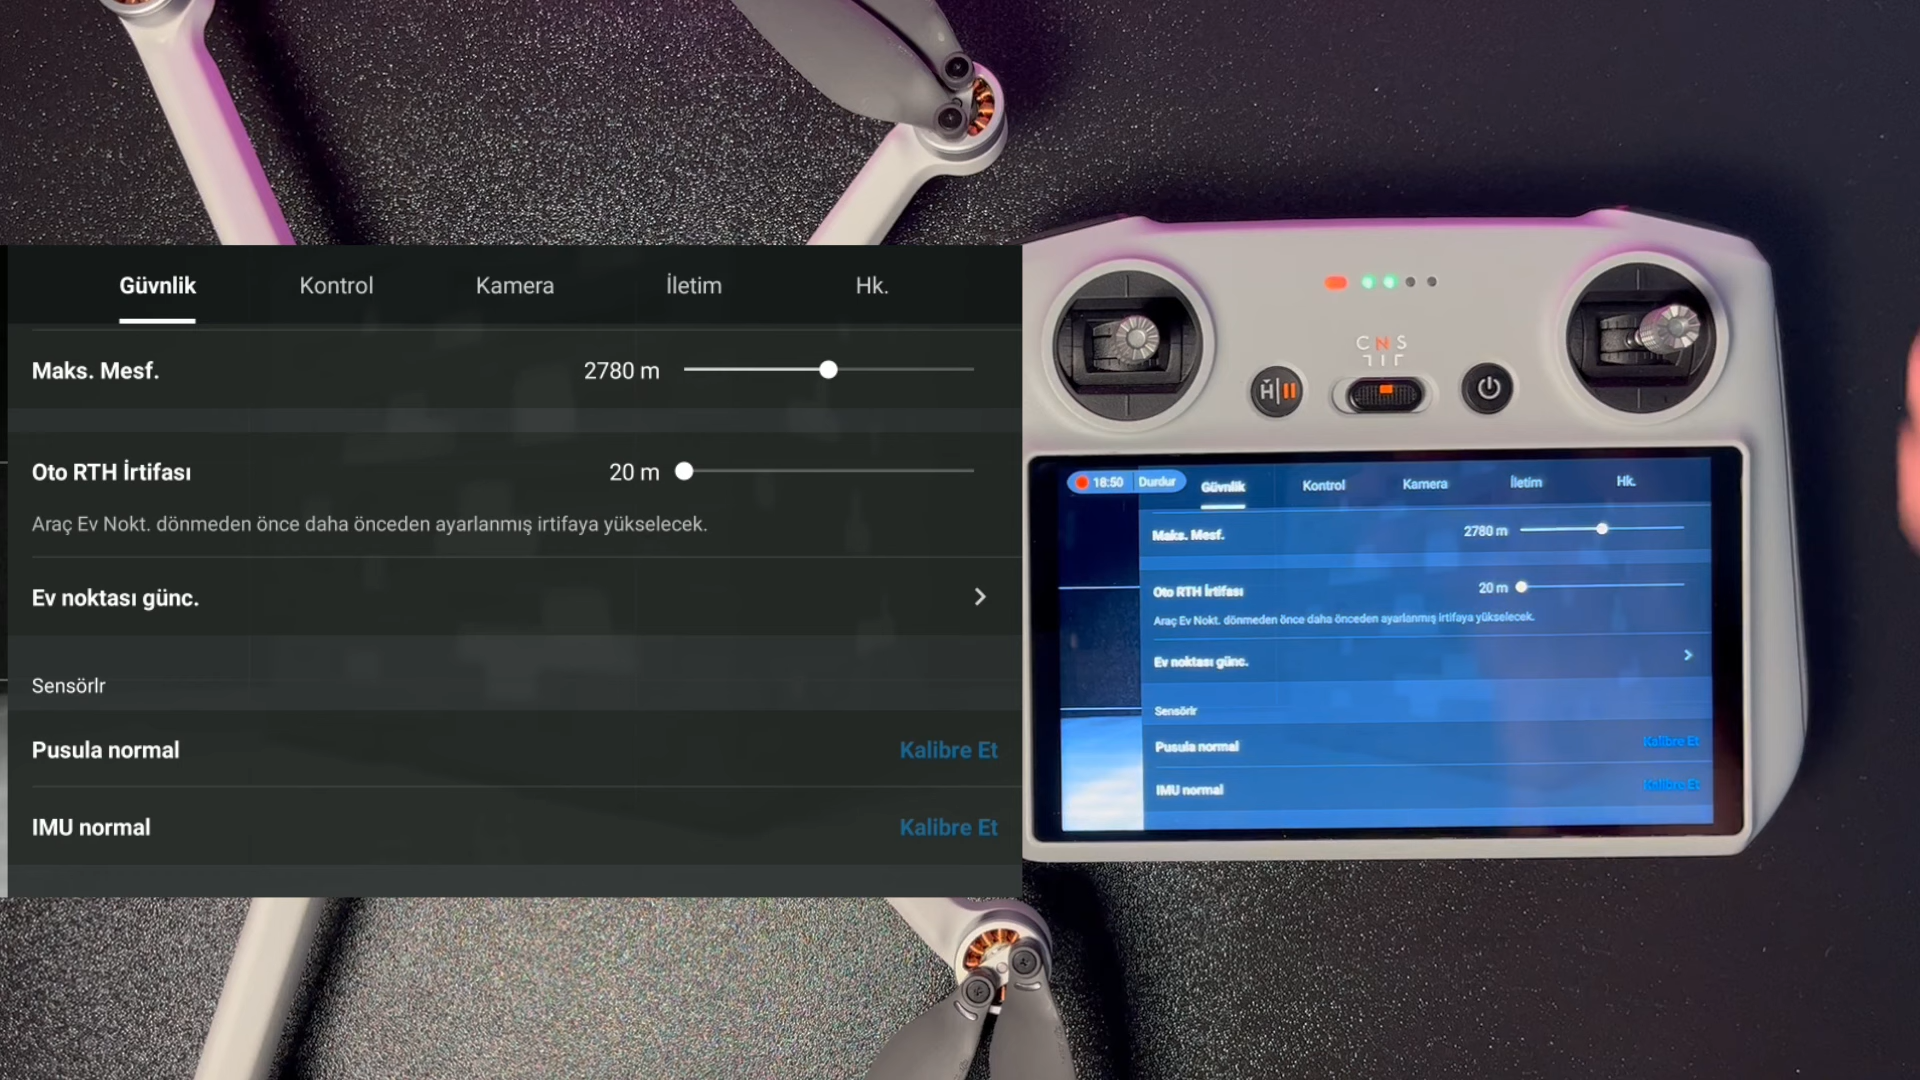 Güvnlik Kontrol Kamera İletim Hk.
Maks. Mesf. 2780 m
Oto RTH İrtifası 20 m
Araç Ev Nokt. dönmeden önce daha önceden ayarlanmış irtifaya yükselecek.
Ev noktası günc.
Sensörlr
Pusula normal Kalibre Et
IMU normal Kalibre Et
C N S
H
18:50 Durdur Güvnlik Kontrol Kamera İletim Hk.
Maks. Mesf. 2780 m
Oto RTH İrtifası 20 m
Araç Ev Nokt. dönmeden önce daha önceden ayarlanmış irtifaya yükselecek.
Ev noktası günc.
Sensörlr
Pusula normal Kalibre Et
IMU normal Kalibre Et